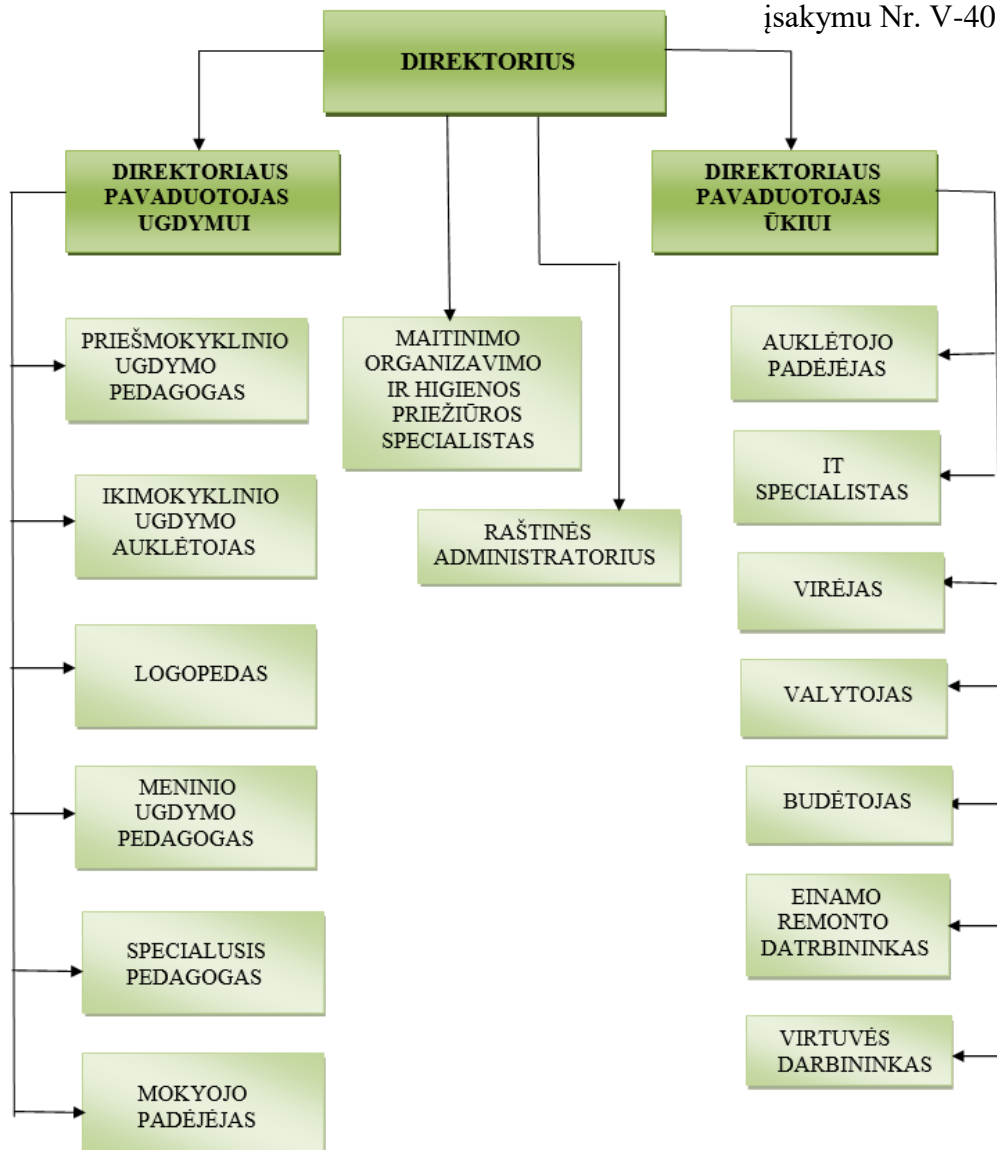 įsakymu Nr. V-40
DIREKTORIUS
DIREKTORIAUS
PAVADUOTOJAS
UGDYMUI
DIREKTORIAUS
PAVADUOTOJAS
ŪKIUI
PRIEŠMOKYKLINIO
UGDYMO
PEDAGOGAS
IKIMOKYKLINIO
UGDYMO
AUKLĖTOJAS
LOGOPEDAS
MENINIO
UGDYMO
PEDAGOGAS
SPECIALUSIS
PEDAGOGAS
MOKYOJO
PADĖJĖJAS
MAITINIMO
ORGANIZAVIMO
IR HIGIENOS
PRIEŽIŪROS
SPECIALISTAS
RAŠTINĖS
ADMINISTRATORIUS
AUKLĖTOJO
PADĖJĖJAS
IT
SPECIALISTAS
VIRĖJAS
VALYTOJAS
BUDĖTOJAS
EINAMO
REMONTO
DATRBININKAS
VIRTUVĖS
DARBININKAS